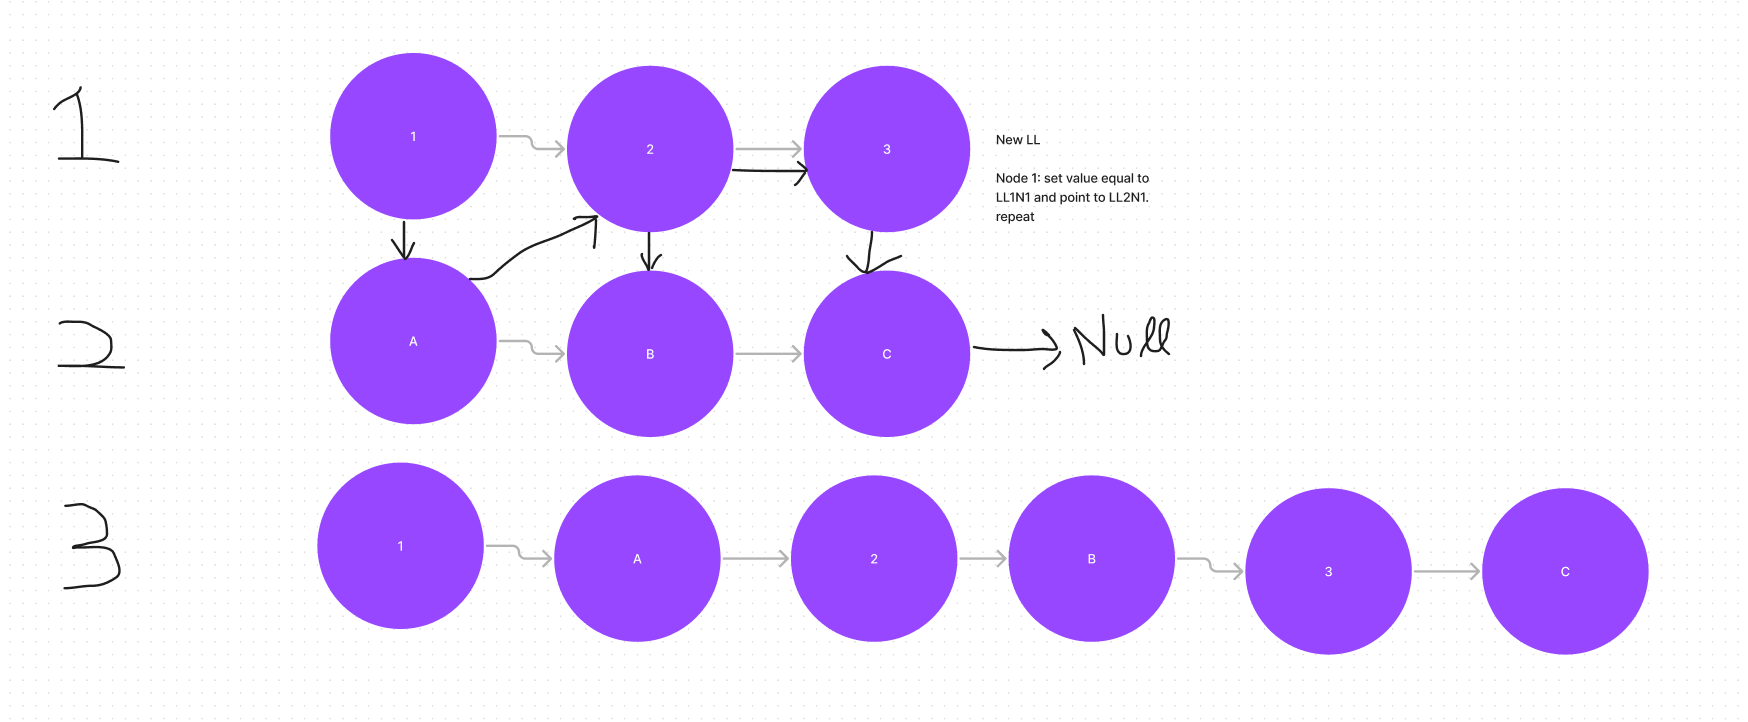 1
1
2
3
New LL
Node 1: set value equal to
LL1N1 and point to LL2N1.
repeat
2
A
B
C
Null
3
1
A
2
B
3
C